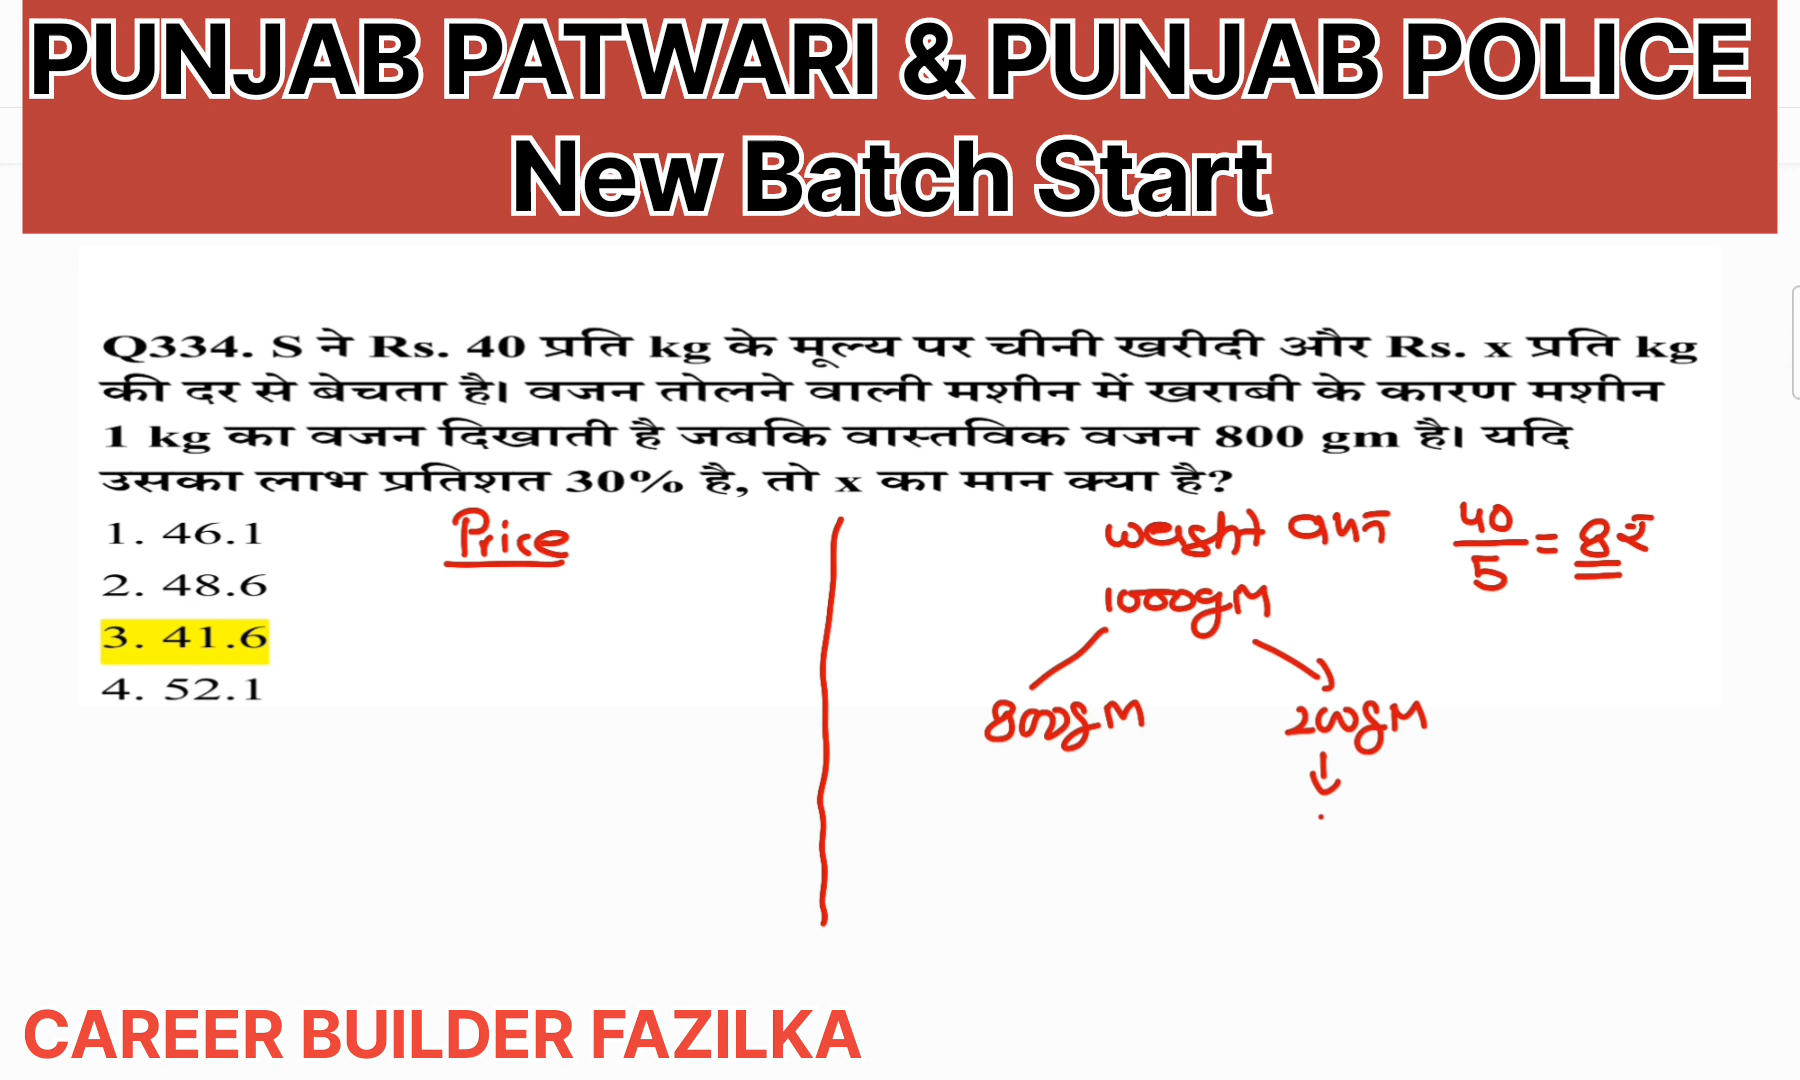 PUNJAB PATWARI & PUNJAB POLICE
New Batch Start
Q334. S ने Rs. 40 प्रति kg के मूल्य पर चीनी खरीदी और Rs. x प्रति kg
की दर से बेचता है। वजन तोलने वाली मशीन में खराबी के कारण मशीन
1 kg का वजन दिखाती है जबकि वास्तविक वजन 800 gm है। यदि
उसका लाभ प्रतिशत 30% है, तो x का मान क्या है?
1. 46.1
2. 48.6
3. 41.6
4. 52.1
Price
weight
40/5 = 8
1000gM
800gM 200gM
CAREER BUILDER FAZILKA